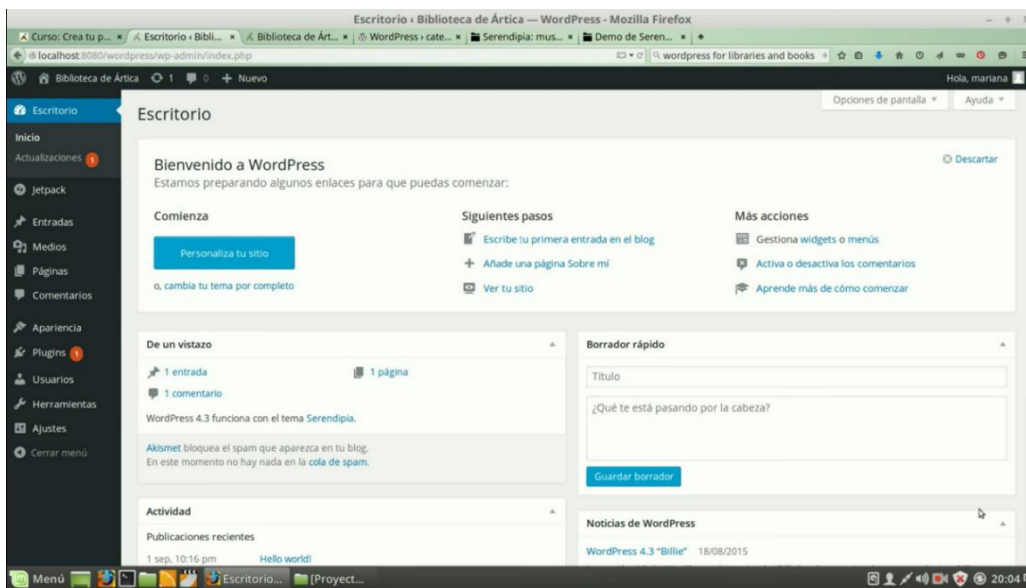 Escritorio ‹ Biblioteca de Ártica — WordPress - Mozilla Firefox
Curso: Crea tu p... Escritorio ‹ Bibli... Biblioteca de Árt... WordPress › cate... Serendipia: mus... Demo de Seren...
localhost:8080/wordpress/wp-admin/index.php wordpress for libraries and books
Biblioteca de Ártica 1 0 + Nuevo Hola, mariana
Opciones de pantalla Ayuda
Escritorio
Inicio
Actualizaciones 1
Jetpack
Entradas
Medios
Páginas
Comentarios
Apariencia
Plugins 1
Usuarios
Herramientas
Ajustes
Cerrar menú
Escritorio
Bienvenido a WordPress
Descartar
Estamos preparando algunos enlaces para que puedas comenzar:
Comienza
Personaliza tu sitio
o, cambia tu tema por completo
Siguientes pasos
Escribe tu primera entrada en el blog
Añade una página Sobre mí
Ver tu sitio
Más acciones
Gestiona widgets o menús
Activa o desactiva los comentarios
Aprende más de cómo comenzar
De un vistazo
1 entrada 1 página
1 comentario
WordPress 4.3 funciona con el tema Serendipia.
Akismet bloquea el spam que aparezca en tu blog.
En este momento no hay nada en la cola de spam.
Actividad
Publicaciones recientes
1 sep, 10:16 pm Hello world!
Borrador rápido
Título
¿Qué te está pasando por la cabeza?
Guardar borrador
Noticias de WordPress
WordPress 4.3 "Billie" 18/08/2015
Menú Escritorio... [Proyect... 20:04